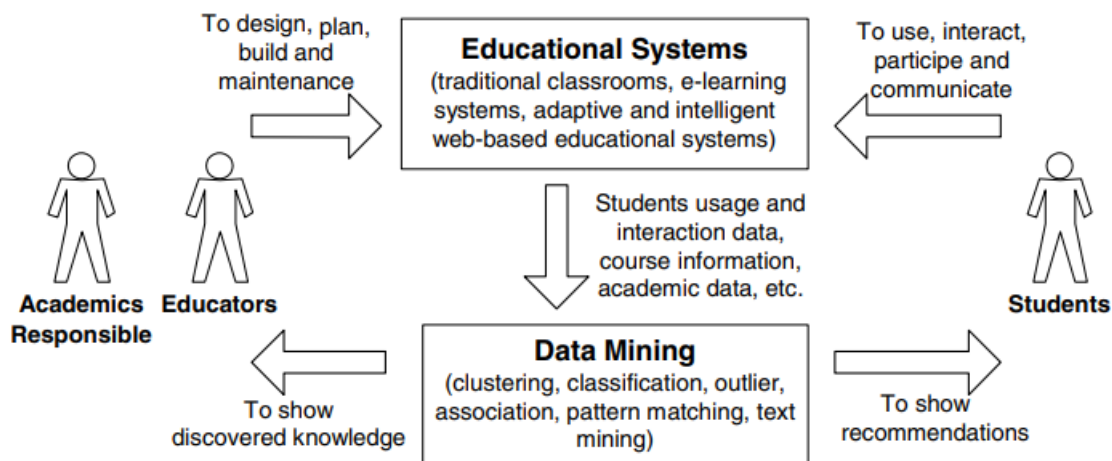 To design, plan,
build and
maintenance
Educational Systems
(traditional classrooms, e-learning
systems, adaptive and intelligent
web-based educational systems)
To use, interact,
participe and
communicate
Students usage and
interaction data,
course information,
academic data, etc.
Academics
Responsible
Educators
Students
Data Mining
(clustering, classification, outlier,
association, pattern matching, text
mining)
To show
discovered knowledge
To show
recommendations